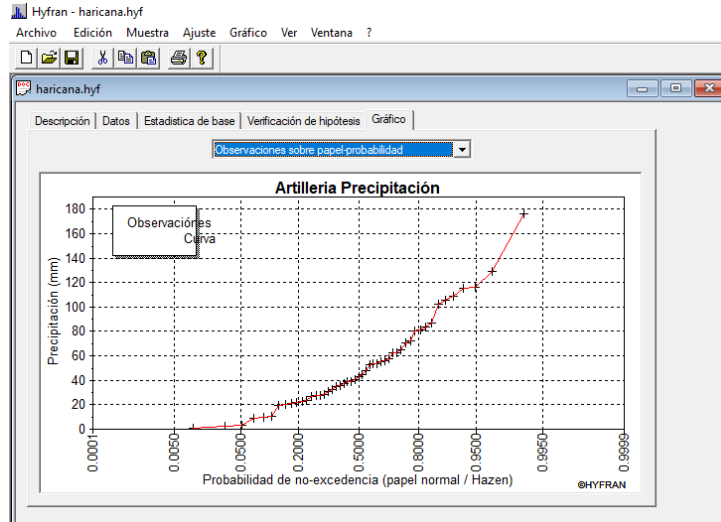 Hyfran - haricana.hyf
Archivo Edición Muestra Ajuste Gráfico Ver Ventana ?
haricana.hyf
Descripción Datos Estadistica de base Verificación de hipótesis Gráfico
Observaciones sobre papel-probabilidad
Artilleria Precipitación
Observaciónes
Curva
Precipitación (mm)
180
160
140
120
100
80
60
40
20
0
0.0001 0.0050 0.0500 0.2000 0.5000 0.8000 0.9500 0.9950 0.9999
Probabilidad de no-excedencia (papel normal / Hazen)
©HYFRAN